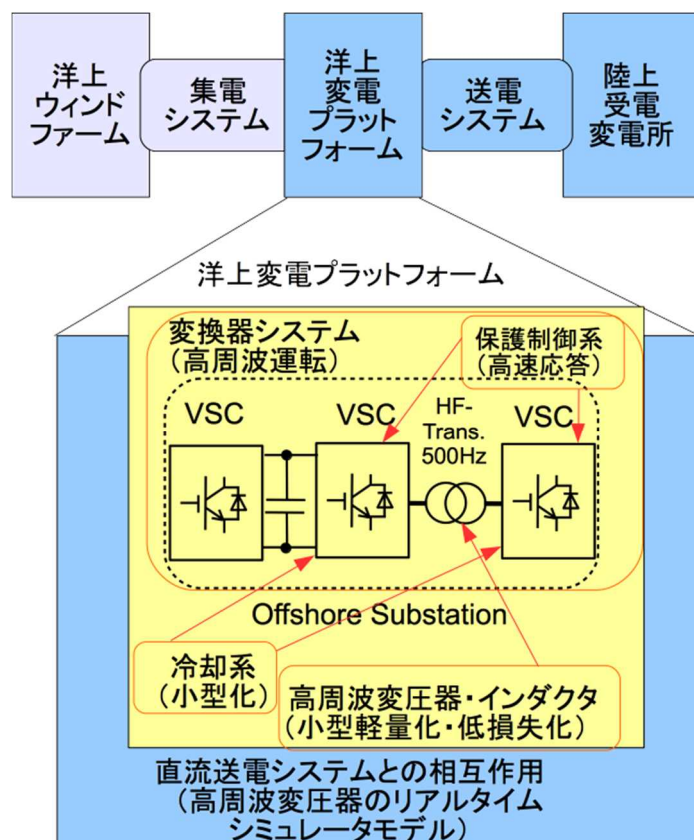 洋上
ウィンド
ファーム
集電
システム
洋上
変電
プラット
フォーム
送電
システム
陸上
受電
変電所
洋上変電プラットフォーム
変換器システム
(高周波運転)
保護制御系
(高速応答)
VSC
VSC
HF-
Trans.
500Hz
VSC
Offshore Substation
冷却系
(小型化)
高周波変圧器・インダクタ
(小型軽量化・低損失化)
直流送電システムとの相互作用
(高周波変圧器のリアルタイム
シミュレータモデル)